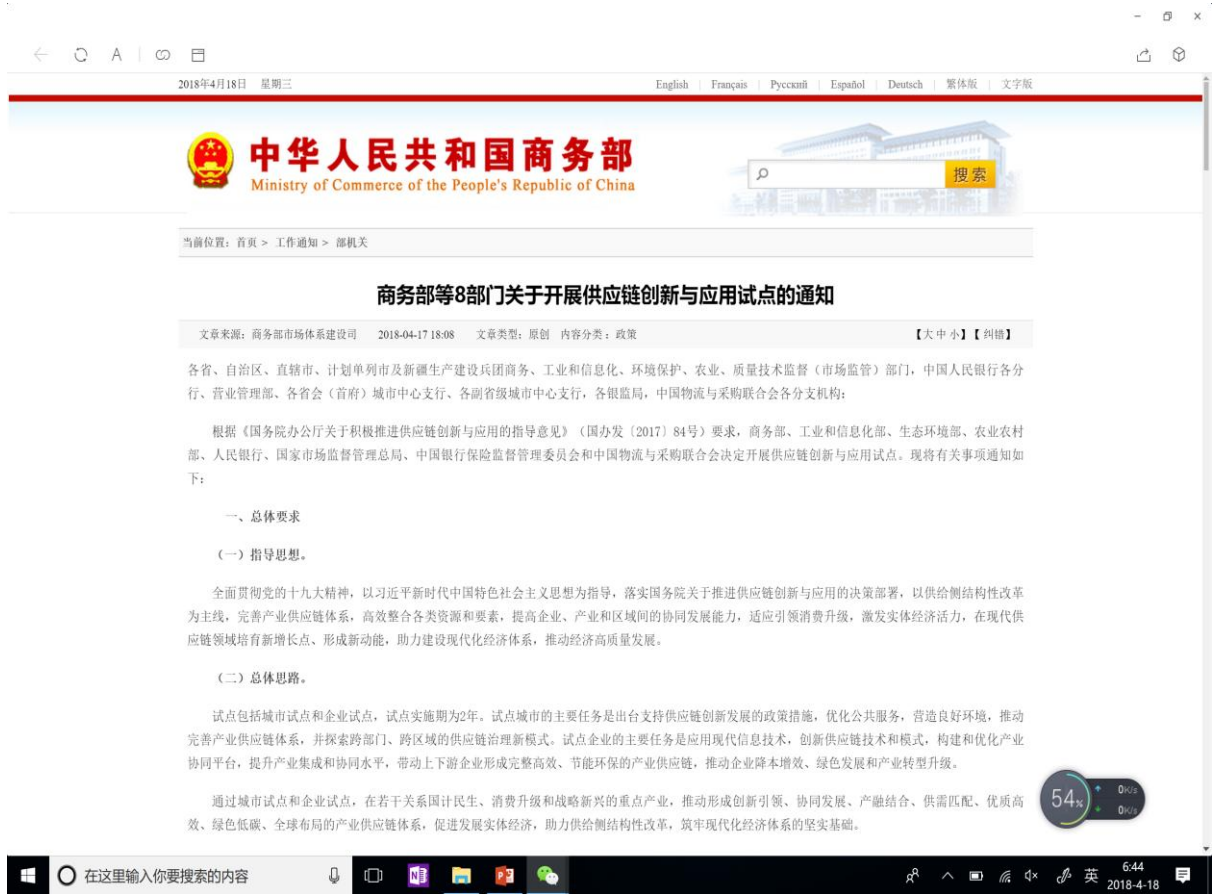 2018年4月18日 星期三
English | Français | Русский | Español | Deutsch | 繁体版 | 文字版
中华人民共和国商务部
Ministry of Commerce of the People's Republic of China
搜索
当前位置：首页 > 工作通知 > 部机关
商务部等8部门关于开展供应链创新与应用试点的通知
文章来源：商务部市场体系建设司 2018-04-17 18:08 文章类型：原创 内容分类：政策 【大 中 小】【 纠错】
各省、自治区、直辖市、计划单列市及新疆生产建设兵团商务、工业和信息化、环境保护、农业、质量技术监督（市场监管）部门，中国人民银行各分
行、营业管理部、各省会（首府）城市中心支行、各副省级城市中心支行，各银监局，中国物流与采购联合会各分支机构：
根据《国务院办公厅关于积极推进供应链创新与应用的指导意见》（国办发〔2017〕84号）要求，商务部、工业和信息化部、生态环境部、农业农村
部、人民银行、国家市场监督管理总局、中国银行保险监督管理委员会和中国物流与采购联合会决定开展供应链创新与应用试点。现将有关事项通知如
下：
一、总体要求
（一）指导思想。
全面贯彻党的十九大精神，以习近平新时代中国特色社会主义思想为指导，落实国务院关于推进供应链创新与应用的决策部署，以供给侧结构性改革
为主线，完善产业供应链体系，高效整合各类资源和要素，提高企业、产业和区域间的协同发展能力，适应引领消费升级，激发实体经济活力，在现代供
应链领域培育新增长点、形成新动能，助力建设现代化经济体系，推动经济高质量发展。
（二）总体思路。
试点包括城市试点和企业试点，试点实施期为2年。试点城市的主要任务是出台支持供应链创新发展的政策措施，优化公共服务，营造良好环境，推动
完善产业供应链体系，并探索跨部门、跨区域的供应链治理新模式。试点企业的主要任务是应用现代信息技术，创新供应链技术和模式，构建和优化产业
协同平台，提升产业集成和协同水平，带动上下游企业形成完整高效、节能环保的产业供应链，推动企业降本增效、绿色发展和产业转型升级。
通过城市试点和企业试点，在若干关系国计民生、消费升级和战略新兴的重点产业，推动形成创新引领、协同发展、产融结合、供需匹配、优质高
效、绿色低碳、全球布局的产业供应链体系，促进发展实体经济，助力供给侧结构性改革，筑牢现代化经济体系的坚实基础。
54%
0K/s
0K/s
在这里输入你要搜索的内容
英
6:44
2018-4-18